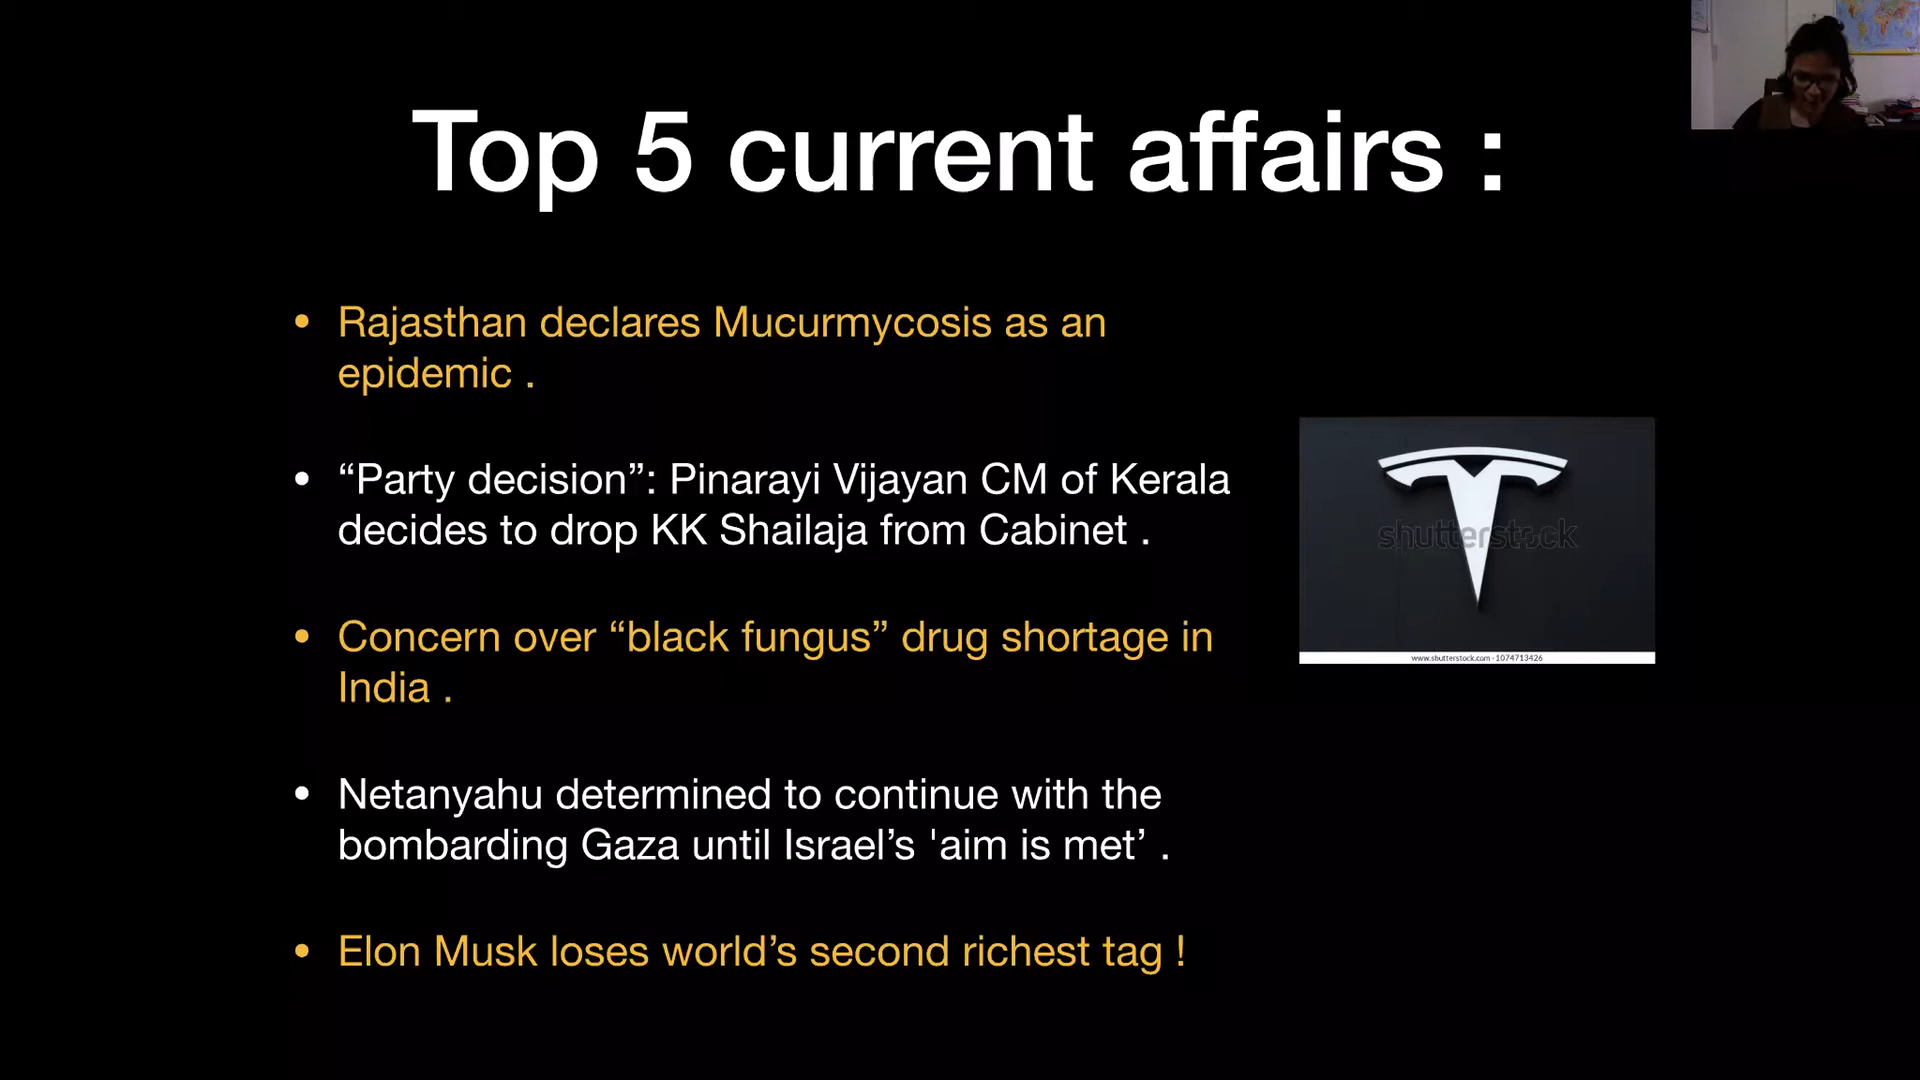 Top 5 current affairs :
• Rajasthan declares Mucurmycosis as an
epidemic .
• “Party decision”: Pinarayi Vijayan CM of Kerala
decides to drop KK Shailaja from Cabinet .
• Concern over “black fungus” drug shortage in
India .
• Netanyahu determined to continue with the
bombarding Gaza until Israel’s 'aim is met’ .
• Elon Musk loses world’s second richest tag !
shutterstock
www.shutterstock.com · 1074713426